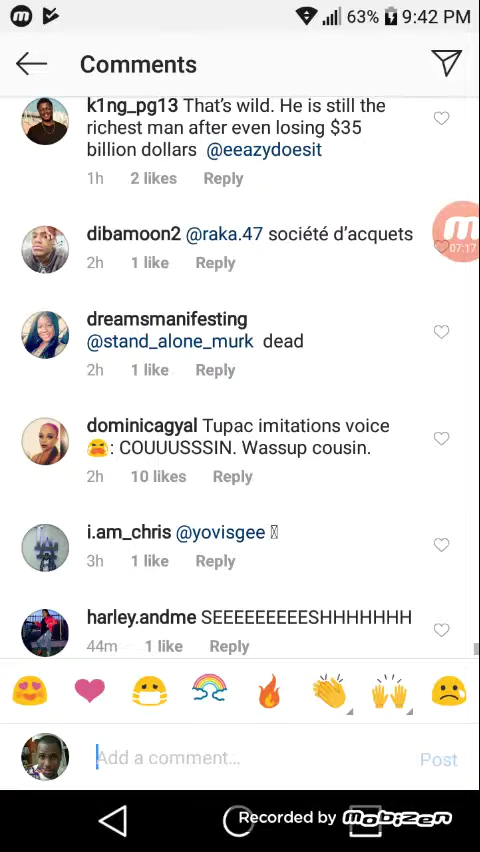 63% 9:42 PM
Comments
k1ng_pg13 That's wild. He is still the
richest man after even losing $35
billion dollars @eeazydoesit
1h 2 likes Reply
dibamoon2 @raka.47 société d'acquets
07:17
2h 1 like Reply
dreamsmanifesting
@stand_alone_murk dead
2h 1 like Reply
dominicagyal Tupac imitations voice
😫: COUUUSSSIN. Wassup cousin.
2h 10 likes Reply
i.am_chris @yovisgee
3h 1 like Reply
harley.andme SEEEEEEEEESHHHHHHH
44m 1 like Reply
Add a comment... Post
Recorded by Mobizen